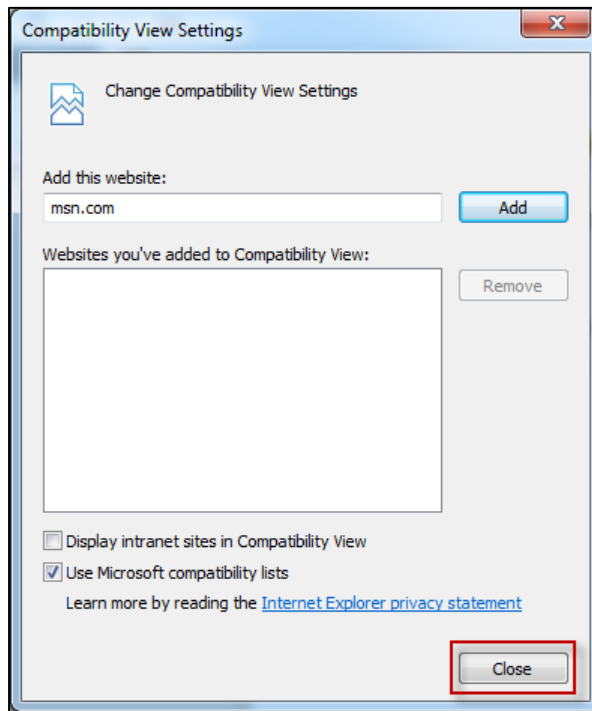 Compatibility View Settings
Change Compatibility View Settings
Add this website:
msn.com
Add
Websites you've added to Compatibility View:
Remove
Display intranet sites in Compatibility View
Use Microsoft compatibility lists
Learn more by reading the Internet Explorer privacy statement
Close